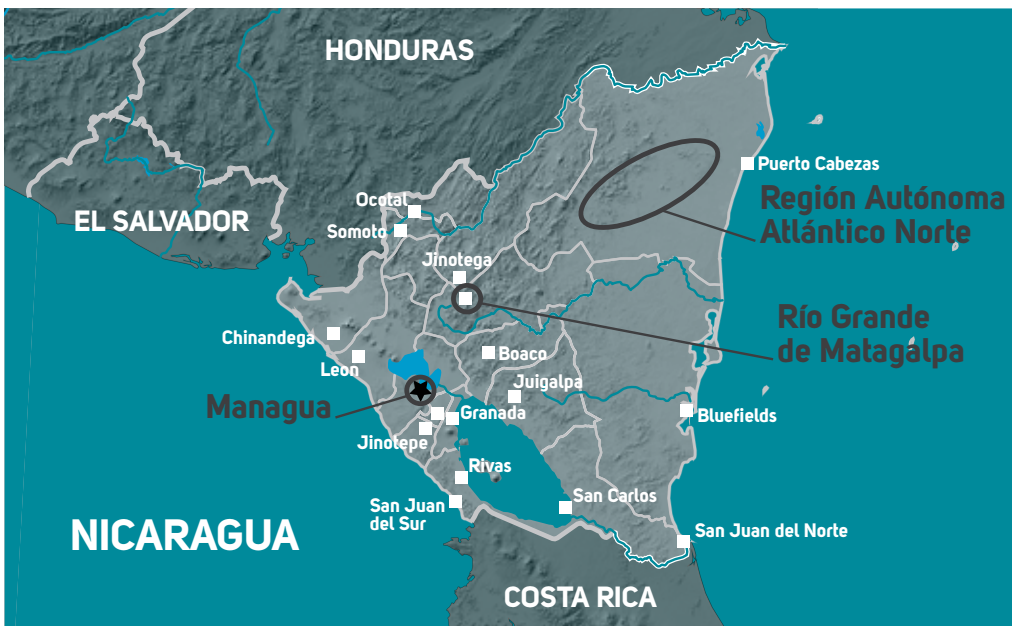 HONDURAS
Puerto Cabezas
Región Autónoma
Atlántico Norte
Ocotal
EL SALVADOR
Somoto
Jinotega
Río Grande
de Matagalpa
Chinandega
Boaco
Leon
Juigalpa
Managua
Granada
Bluefields
Jinotepe
Rivas
San Carlos
San Juan
del Sur
NICARAGUA
San Juan del Norte
COSTA RICA